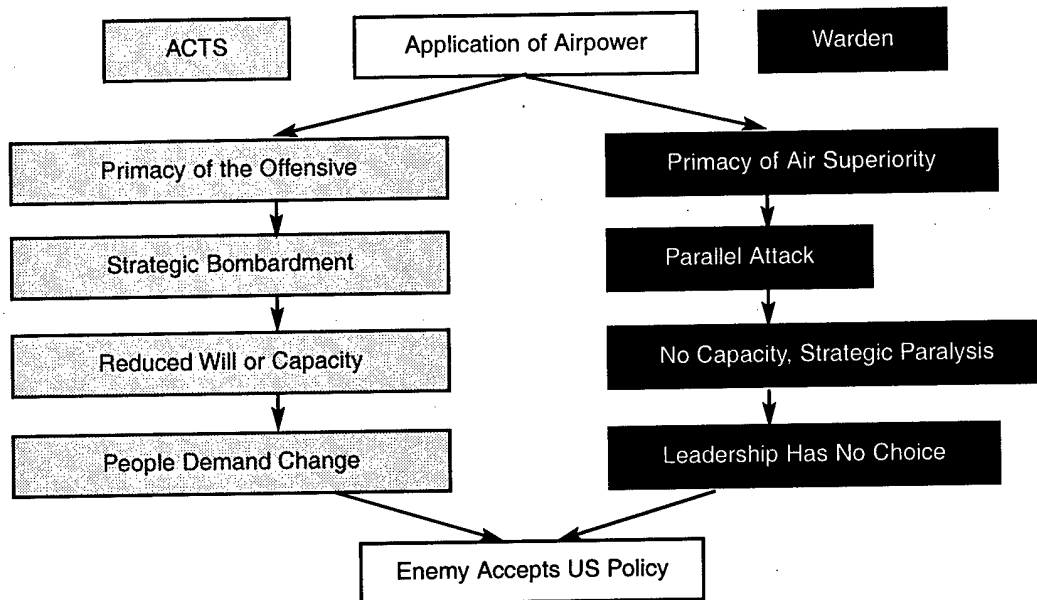 ACTS
Application of Airpower
Warden
Primacy of the Offensive
Primacy of Air Superiority
Strategic Bombardment
Parallel Attack
Reduced Will or Capacity
No Capacity, Strategic Paralysis
People Demand Change
Leadership Has No Choice
Enemy Accepts US Policy